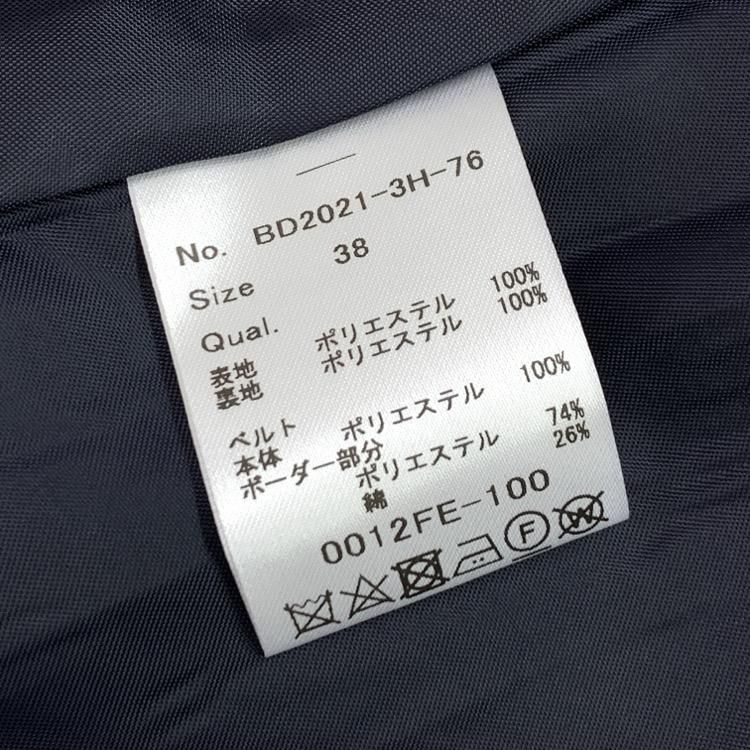 No. BD2021-3H-76
Size 38
Qual.
表地 ポリエステル 100%
裏地 ポリエステル 100%
ベルト
本体 ポリエステル 100%
ボーダー部分
ポリエステル 74%
綿 26%
0012FE-100
F W